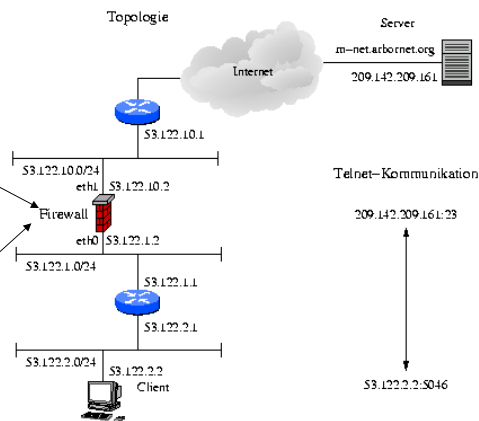 Topologie
Server
m-net.arbornet.org
Internet
209.142.209.161
53.122.10.1
53.122.10.0/24
eth1 53.122.10.2
Telnet-Kommunikation
Firewall
209.142.209.161:23
eth0 53.122.1.2
53.122.1.0/24
53.122.1.1
53.122.2.1
53.122.2.0/24
53.122.2.2
Client
53.122.2.2:5046